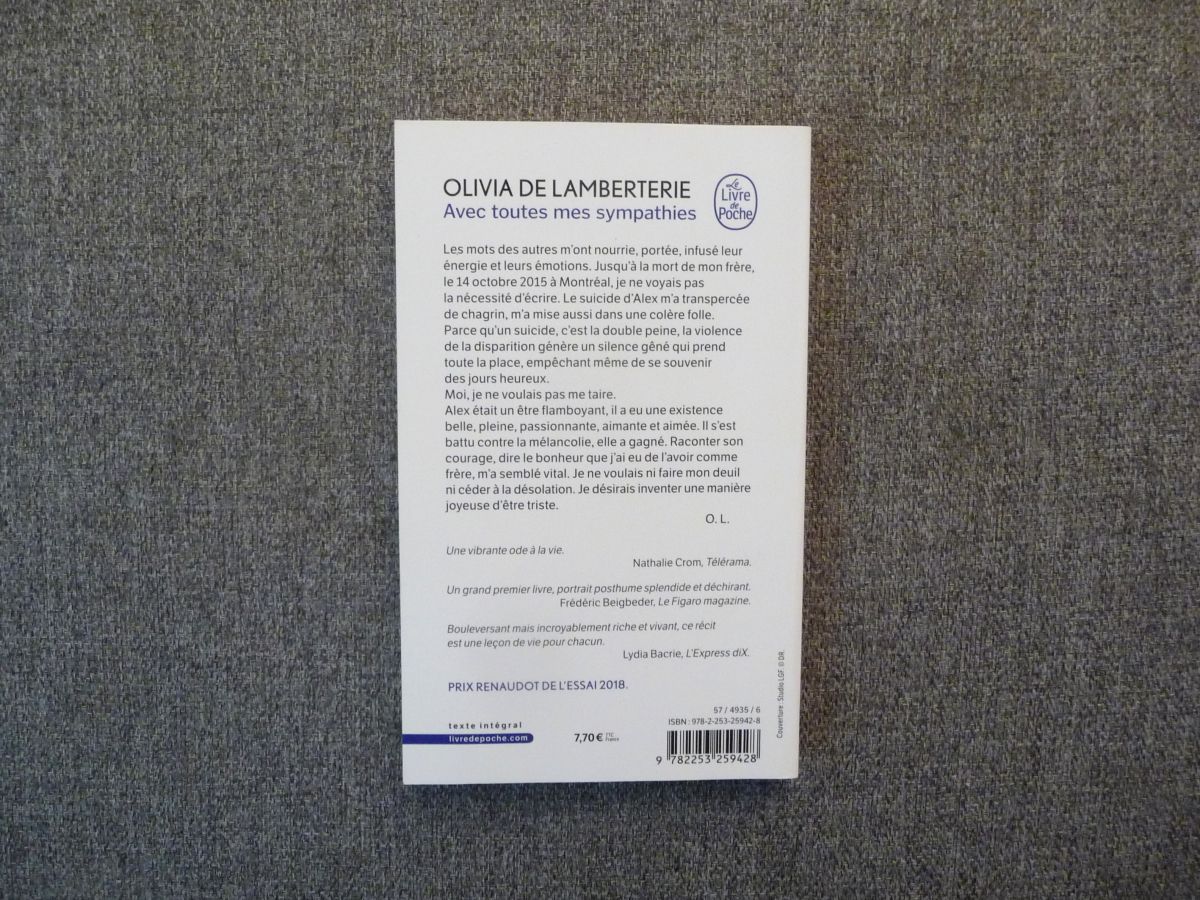 OLIVIA DE LAMBERTERIE
Avec toutes mes sympathies
Le
Livre
de
Poche
Les mots des autres m'ont nourrie, portée, infusé leur
énergie et leurs émotions. Jusqu'à la mort de mon frère,
le 14 octobre 2015 à Montréal, je ne voyais pas
la nécessité d'écrire. Le suicide d'Alex m'a transpercée
de chagrin, m'a mise aussi dans une colère folle.
Parce qu'un suicide, c'est la double peine, la violence
de la disparition génère un silence gêné qui prend
toute la place, empêchant même de se souvenir
des jours heureux.
Moi, je ne voulais pas me taire.
Alex était un être flamboyant, il a eu une existence
belle, pleine, passionnante, aimante et aimée. Il s'est
battu contre la mélancolie, elle a gagné. Raconter son
courage, dire le bonheur que j'ai eu de l'avoir comme
frère, m'a semblé vital. Je ne voulais ni faire mon deuil
ni céder à la désolation. Je désirais inventer une manière
joyeuse d'être triste.
O. L.
Une vibrante ode à la vie.
Nathalie Crom, Télérama.
Un grand premier livre, portrait posthume splendide et déchirant.
Frédéric Beigbeder, Le Figaro magazine.
Bouleversant mais incroyablement riche et vivant, ce récit
est une leçon de vie pour chacun.
Lydia Bacrie, L'Express diX.
PRIX RENAUDOT DE L'ESSAI 2018.
texte intégral
livredepoche.com
7,70 € TTC
France
57 / 4935 / 6
ISBN : 978-2-253-25942-8
9 782253 259428
Couverture : Studio LGF. © DR.